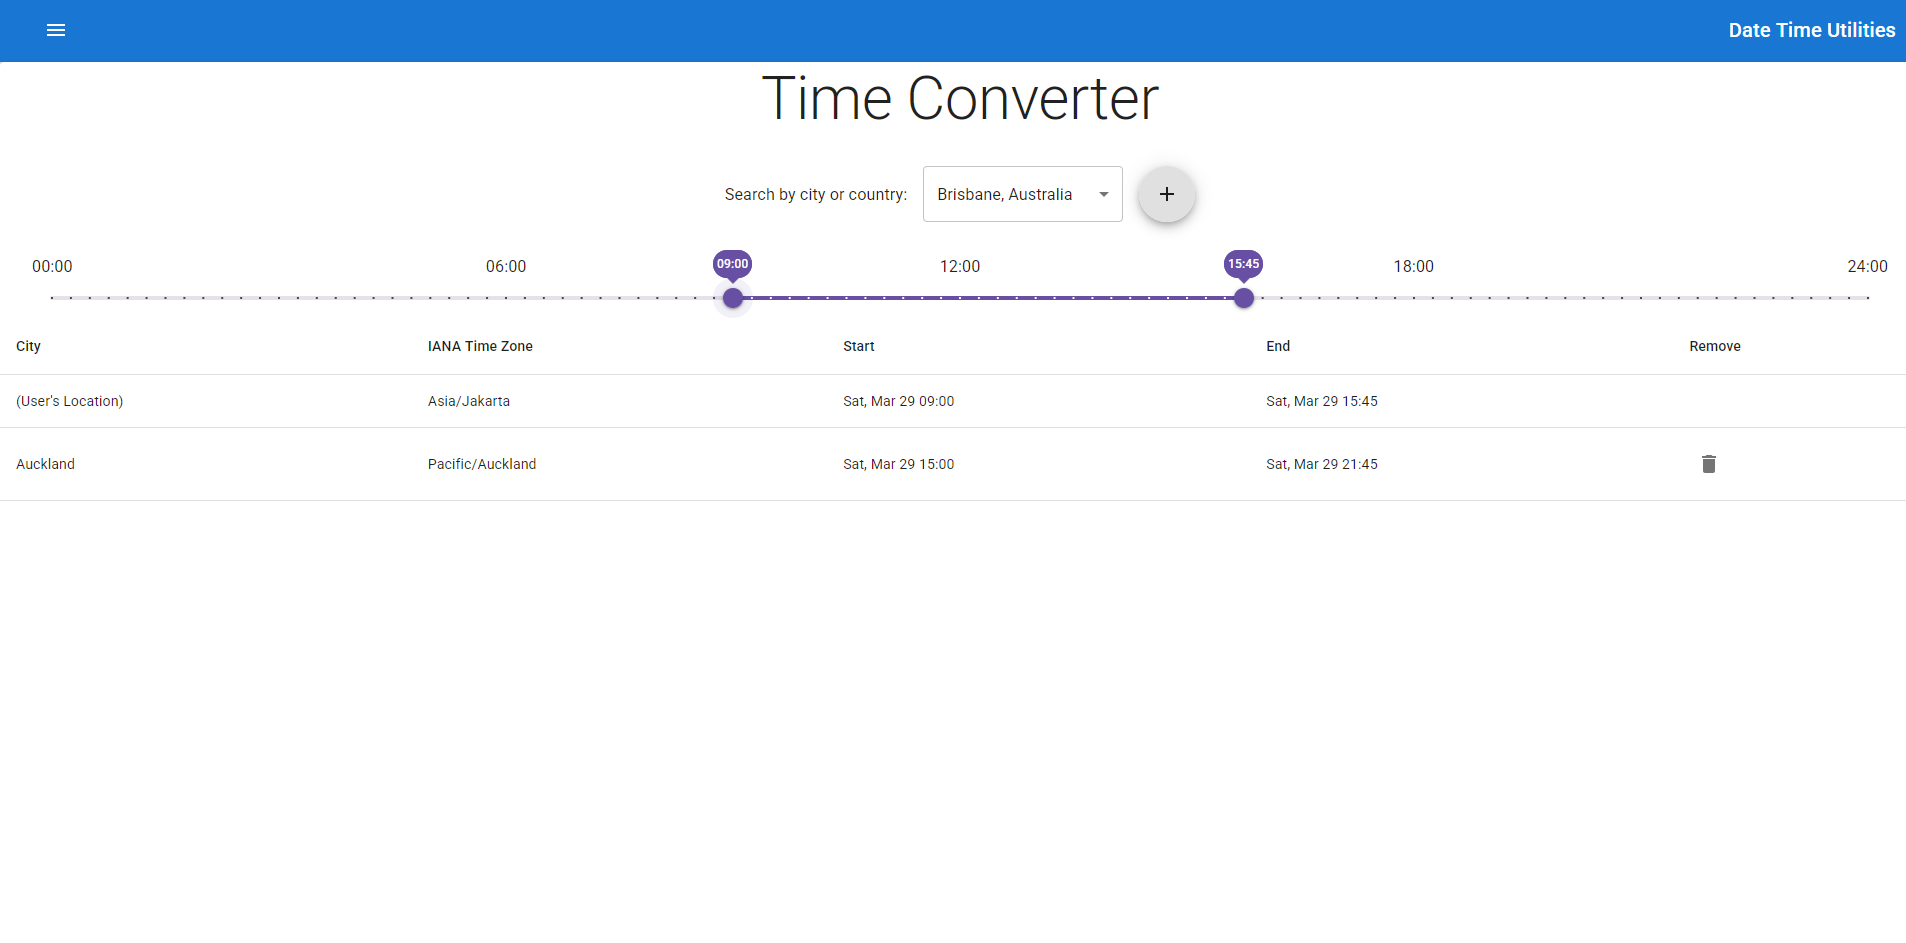 Date Time Utilities
Time Converter
Search by city or country: Brisbane, Australia
00:00 06:00 09:00 12:00 15:45 18:00 24:00
City IANA Time Zone Start End Remove
(User's Location) Asia/Jakarta Sat, Mar 29 09:00 Sat, Mar 29 15:45
Auckland Pacific/Auckland Sat, Mar 29 15:00 Sat, Mar 29 21:45